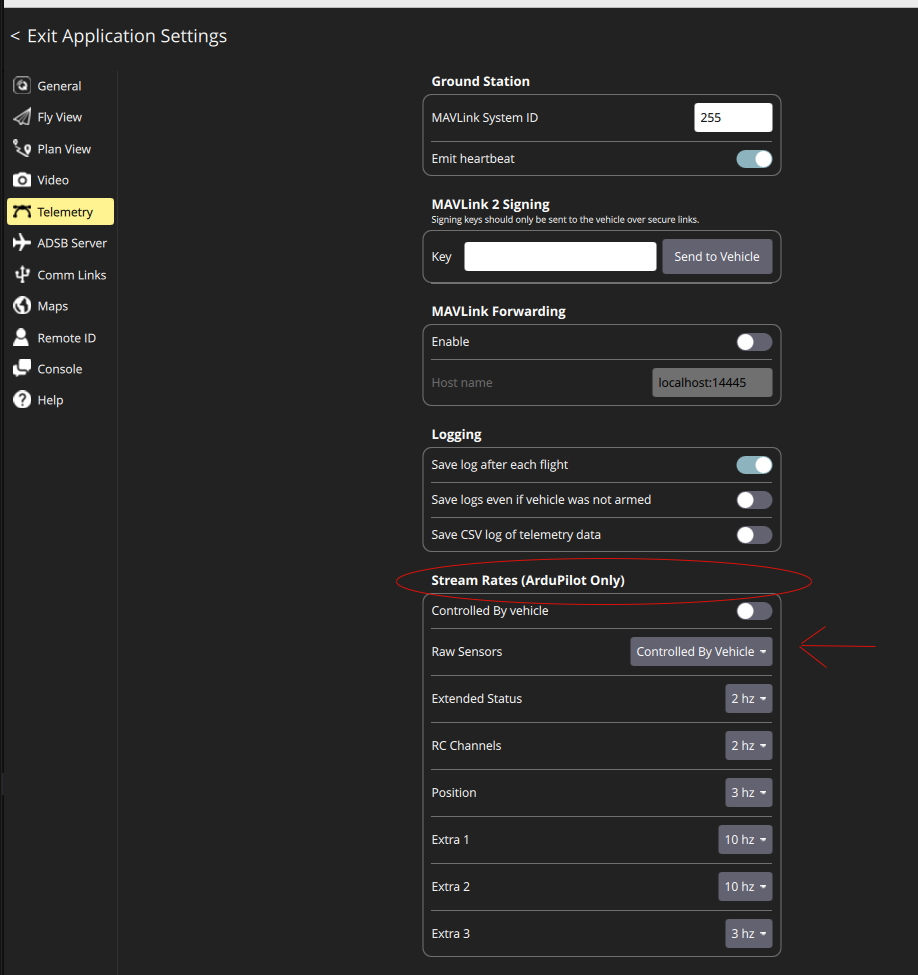 < Exit Application Settings
General
Fly View
Plan View
Video
Telemetry
ADSB Server
Comm Links
Maps
Remote ID
Console
Help
Ground Station
MAVLink System ID 255
Emit heartbeat
MAVLink 2 Signing
Signing keys should only be sent to the vehicle over secure links.
Key Send to Vehicle
MAVLink Forwarding
Enable
Host name localhost:14445
Logging
Save log after each flight
Save logs even if vehicle was not armed
Save CSV log of telemetry data
Stream Rates (ArduPilot Only)
Controlled By vehicle
Raw Sensors Controlled By Vehicle
Extended Status 2 hz
RC Channels 2 hz
Position 3 hz
Extra 1 10 hz
Extra 2 10 hz
Extra 3 3 hz